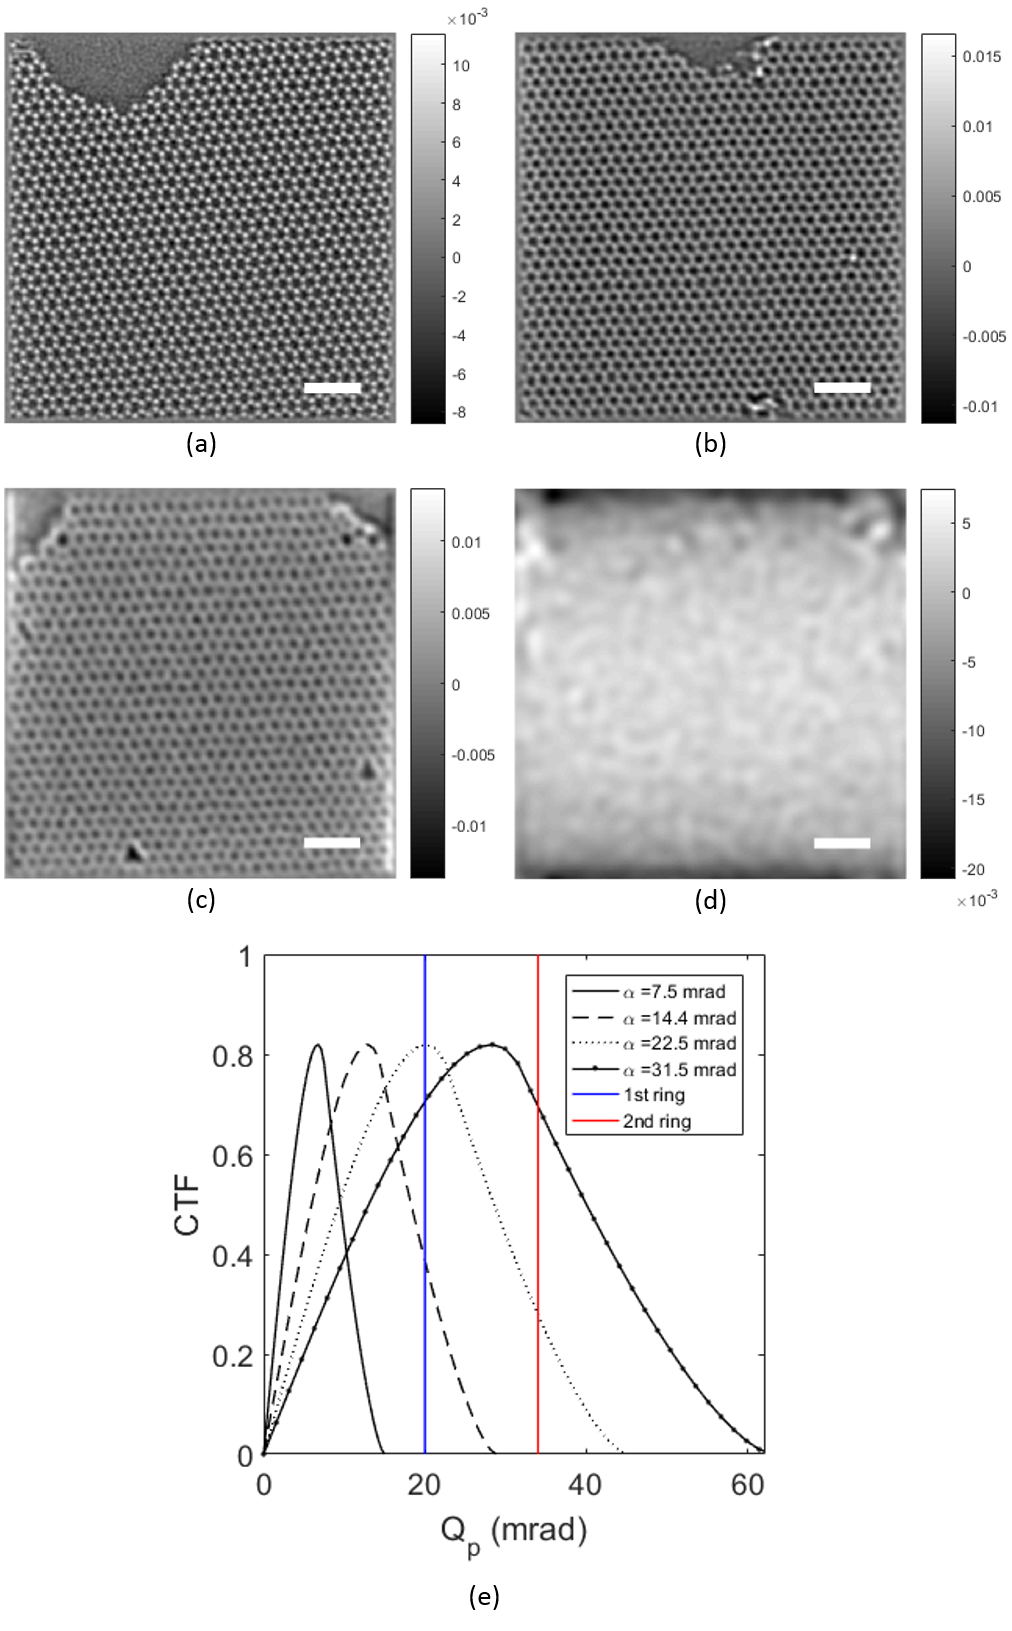 ×10⁻³
10
8
6
4
2
0
-2
-4
-6
-8
(a)
0.015
0.01
0.005
0
-0.005
-0.01
(b)
0.01
0.005
0
-0.005
-0.01
(c)
5
0
-5
-10
-15
-20
×10⁻³
(d)
1
0.8
0.6
0.4
0.2
0
CTF
α =7.5 mrad
α =14.4 mrad
α =22.5 mrad
α =31.5 mrad
1st ring
2nd ring
0 20 40 60
Qₚ (mrad)
(e)